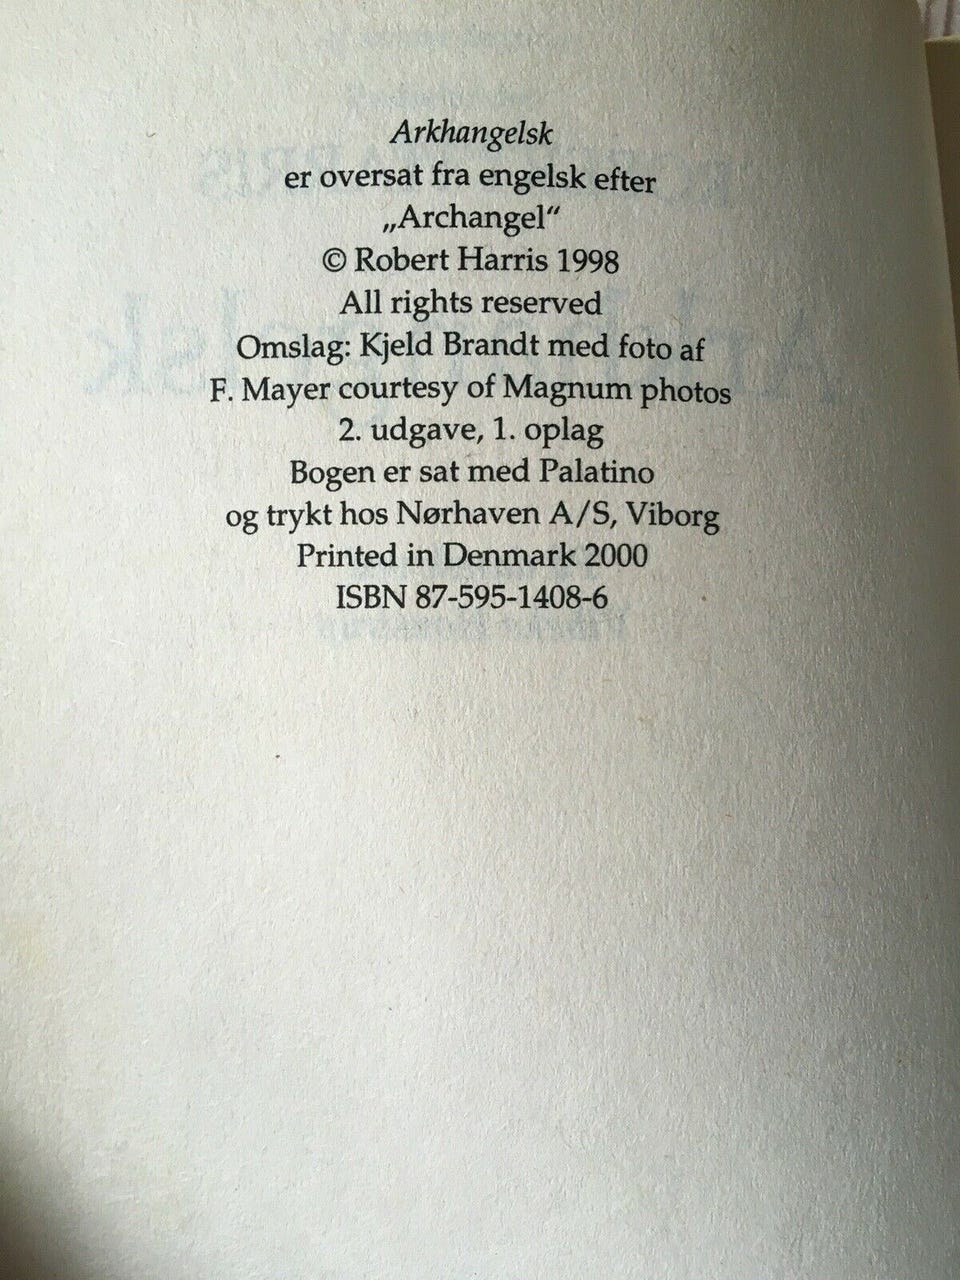 Arkhangelsk
er oversat fra engelsk efter
„Archangel“
© Robert Harris 1998
All rights reserved
Omslag: Kjeld Brandt med foto af
F. Mayer courtesy of Magnum photos
2. udgave, 1. oplag
Bogen er sat med Palatino
og trykt hos Nørhaven A/S, Viborg
Printed in Denmark 2000
ISBN 87-595-1408-6